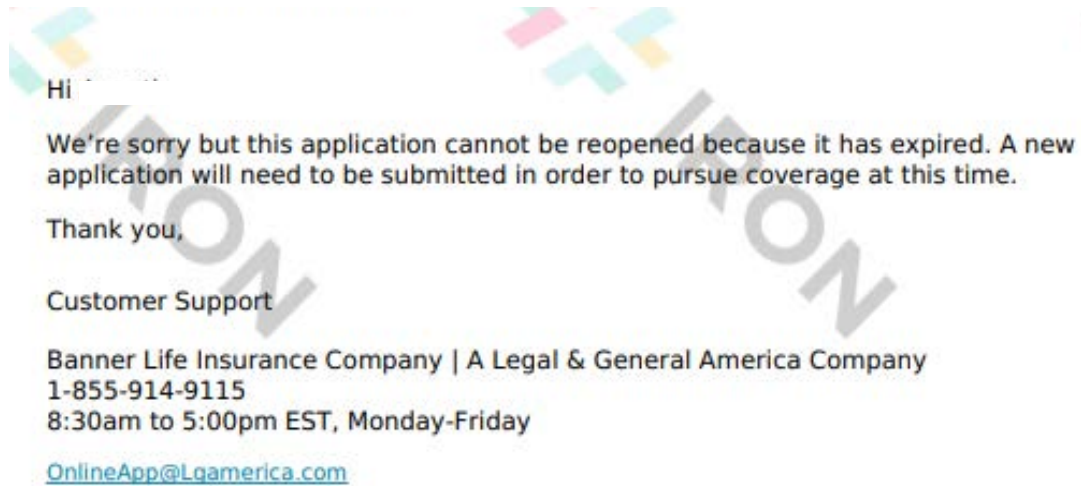 Hi
We're sorry but this application cannot be reopened because it has expired. A new
application will need to be submitted in order to pursue coverage at this time.
Thank you,
Customer Support
Banner Life Insurance Company | A Legal & General America Company
1-855-914-9115
8:30am to 5:00pm EST, Monday-Friday
OnlineApp@Lgamerica.com
IRON
IRON